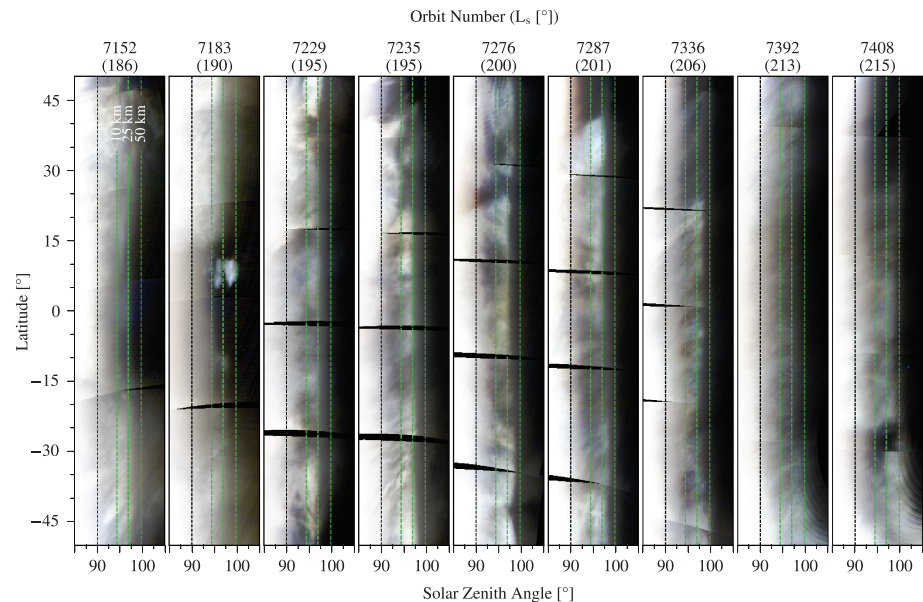 Orbit Number (Ls [°])
7152 7183 7229 7235 7276 7287 7336 7392 7408
(186) (190) (195) (195) (200) (201) (206) (213) (215)
10 km
25 km
50 km
45
30
15
0
−15
−30
−45
Latitude [°]
90 100 90 100 90 100 90 100 90 100 90 100 90 100 90 100 90 100
Solar Zenith Angle [°]